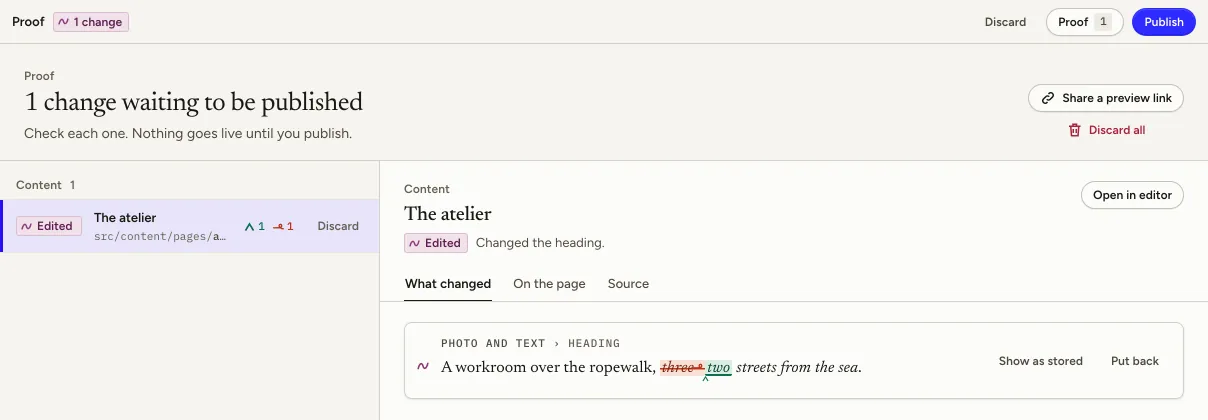 Proof 1 change Discard Proof 1 Publish
Proof
1 change waiting to be published
Check each one. Nothing goes live until you publish.
Share a preview link
Discard all
Content 1
Edited The atelier 1 1 Discard
src/content/pages/a…
Content
The atelier
Open in editor
Edited Changed the heading.
What changed On the page Source
PHOTO AND TEXT › HEADING
A workroom over the ropewalk, three two streets from the sea.
Show as stored Put back